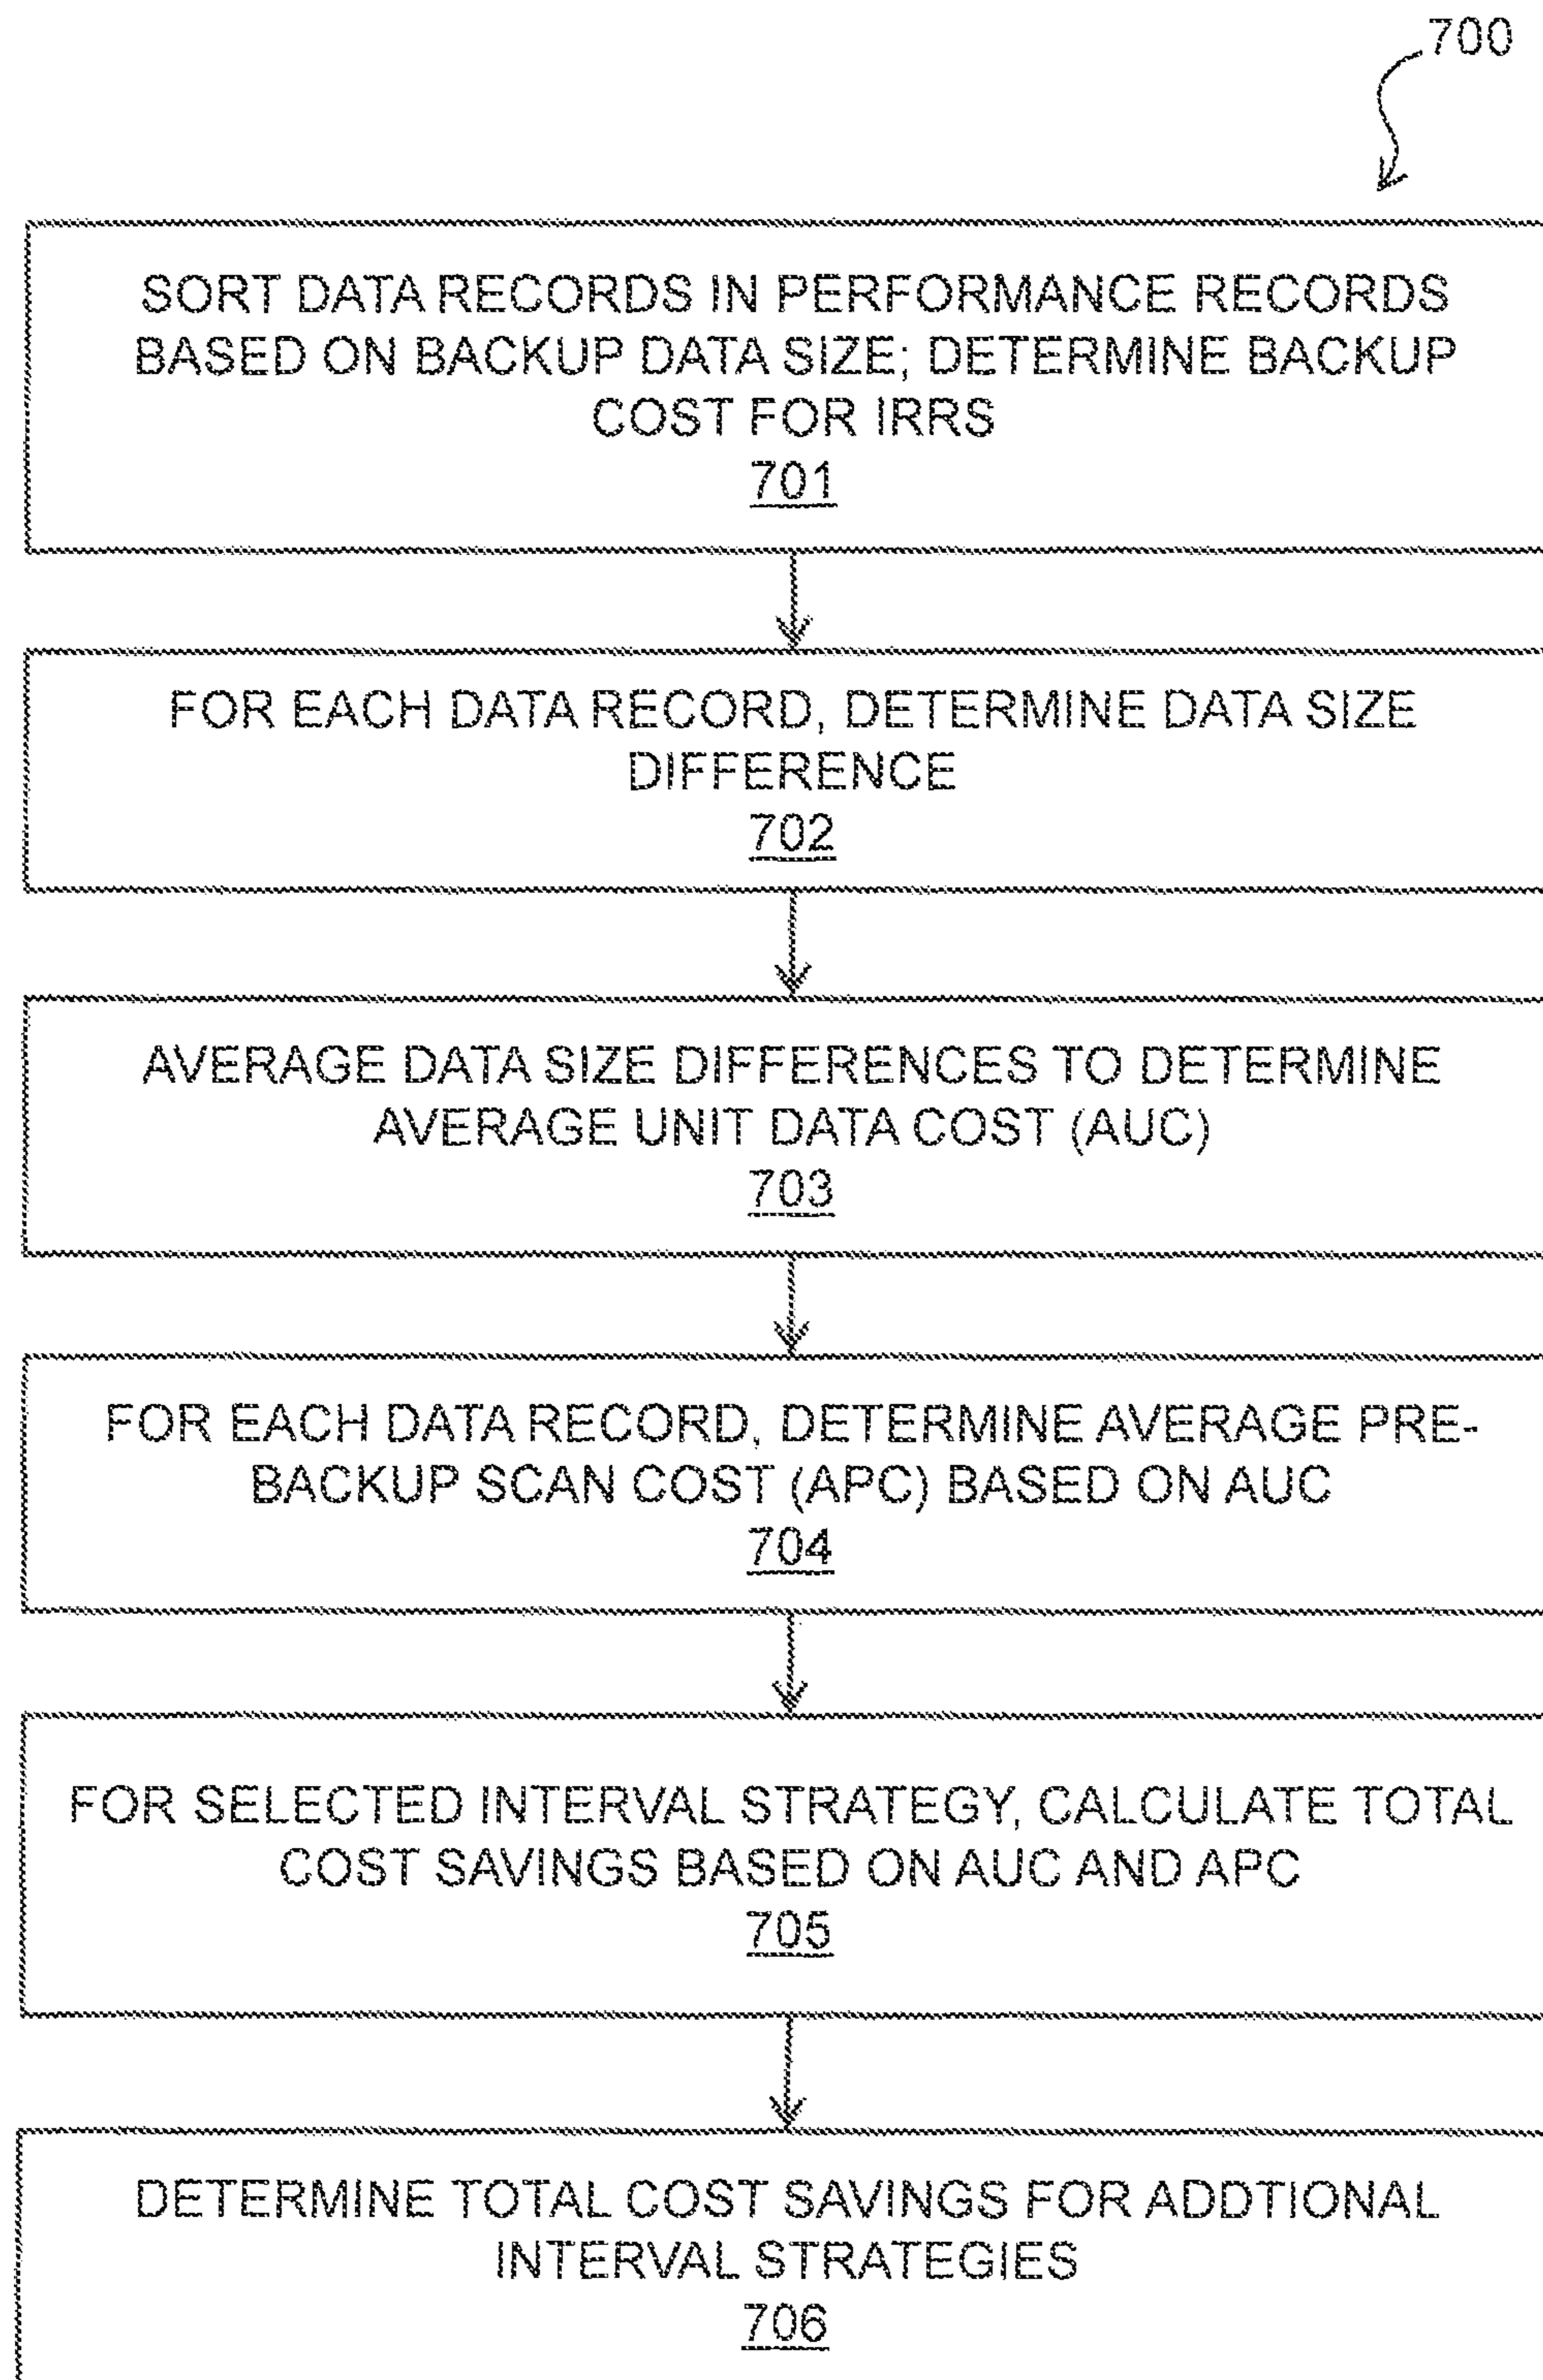 700
SORT DATA RECORDS IN PERFORMANCE RECORDS
BASED ON BACKUP DATA SIZE; DETERMINE BACKUP
COST FOR IRRS
701
FOR EACH DATA RECORD, DETERMINE DATA SIZE
DIFFERENCE
702
AVERAGE DATA SIZE DIFFERENCES TO DETERMINE
AVERAGE UNIT DATA COST (AUC)
703
FOR EACH DATA RECORD, DETERMINE AVERAGE PRE-
BACKUP SCAN COST (APC) BASED ON AUC
704
FOR SELECTED INTERVAL STRATEGY, CALCULATE TOTAL
COST SAVINGS BASED ON AUC AND APC
705
DETERMINE TOTAL COST SAVINGS FOR ADDTIONAL
INTERVAL STRATEGIES
706